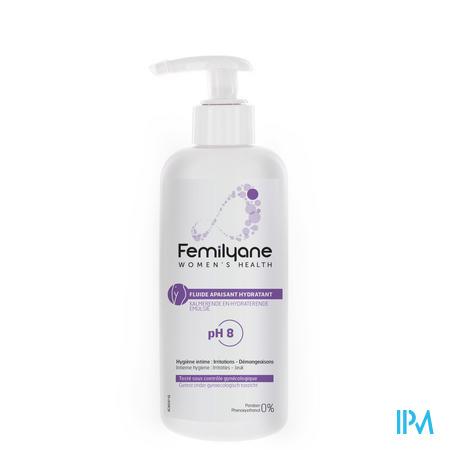 Femilyane
WOMEN'S HEALTH
FLUIDE APAISANT HYDRATANT
KALMERENDE EN HYDRATERENDE
EMULSIE
pH 8
Hygiène intime : Irritations - Démangeaisons
Intieme hygiëne : Irritaties - Jeuk
Testé sous contrôle gynécologique
Getest onder gynaecologisch toezicht
Paraben
Phenoxyethanol 0%
IPM